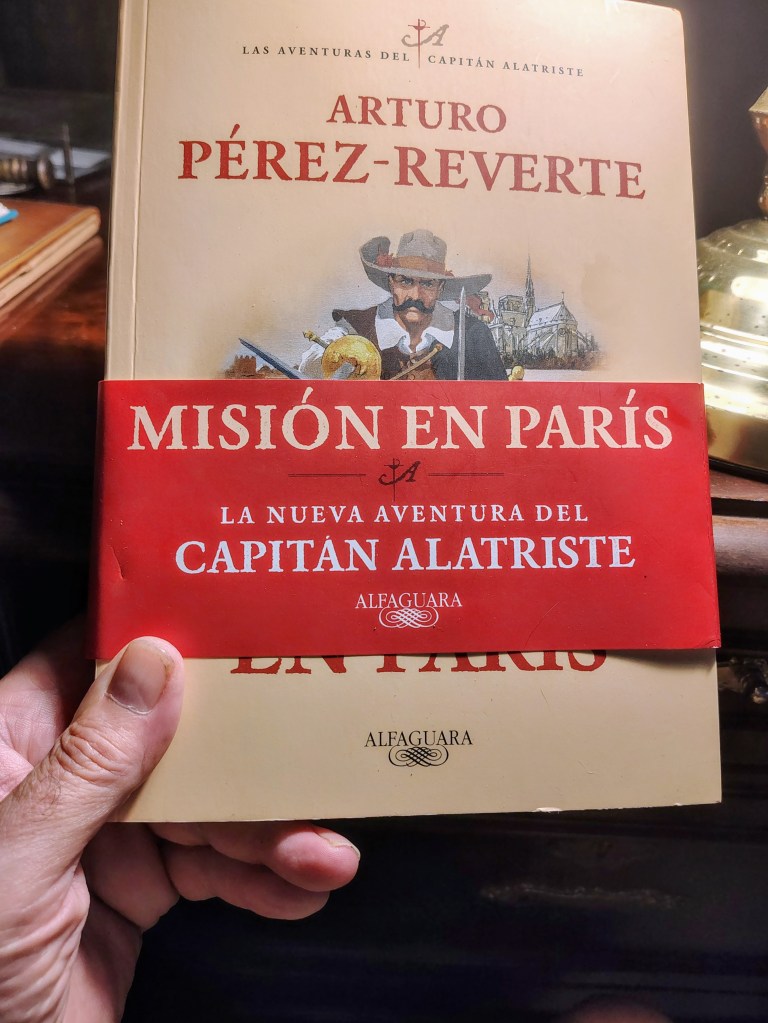 LAS AVENTURAS DEL CAPITÁN ALATRISTE
ARTURO
PÉREZ-REVERTE
MISIÓN EN PARÍS
LA NUEVA AVENTURA DEL
CAPITÁN ALATRISTE
ALFAGUARA
EN PARÍS
ALFAGUARA